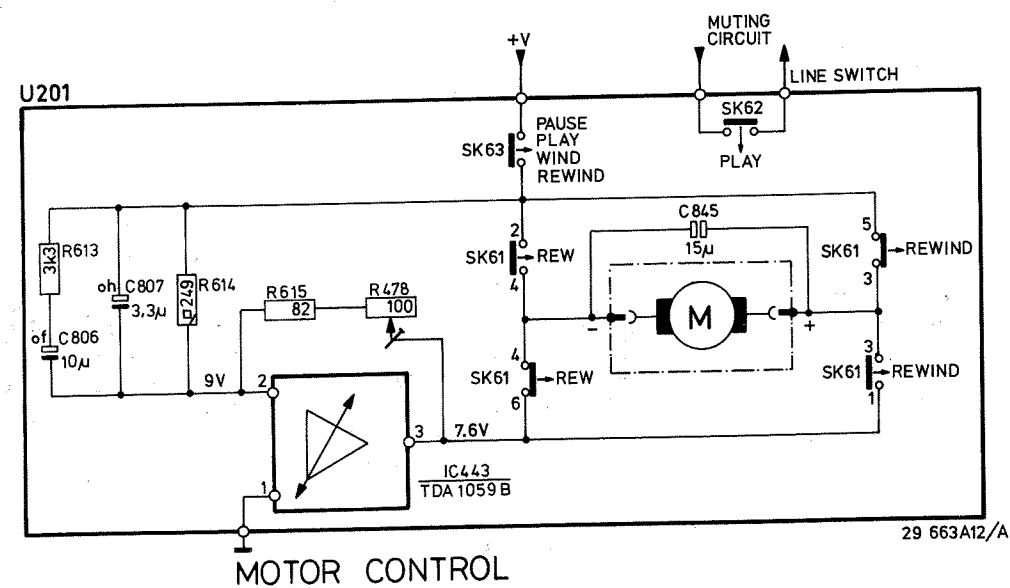 MUTING
CIRCUIT
+V
LINE SWITCH
U201
SK62
PLAY
SK63
PAUSE
PLAY
WIND
REWIND
C845
15µ
2
SK61
REW
4
5
SK61
REWIND
3
3k3
R613
oh C807
3,3µ
249
R614
R615
82
R478
100
M
-
+
of C806
10µ
4
SK61
REW
6
3
SK61
REWIND
1
9V
2
3
7.6V
1
IC443
TDA1059B
29 663A12/A
MOTOR CONTROL